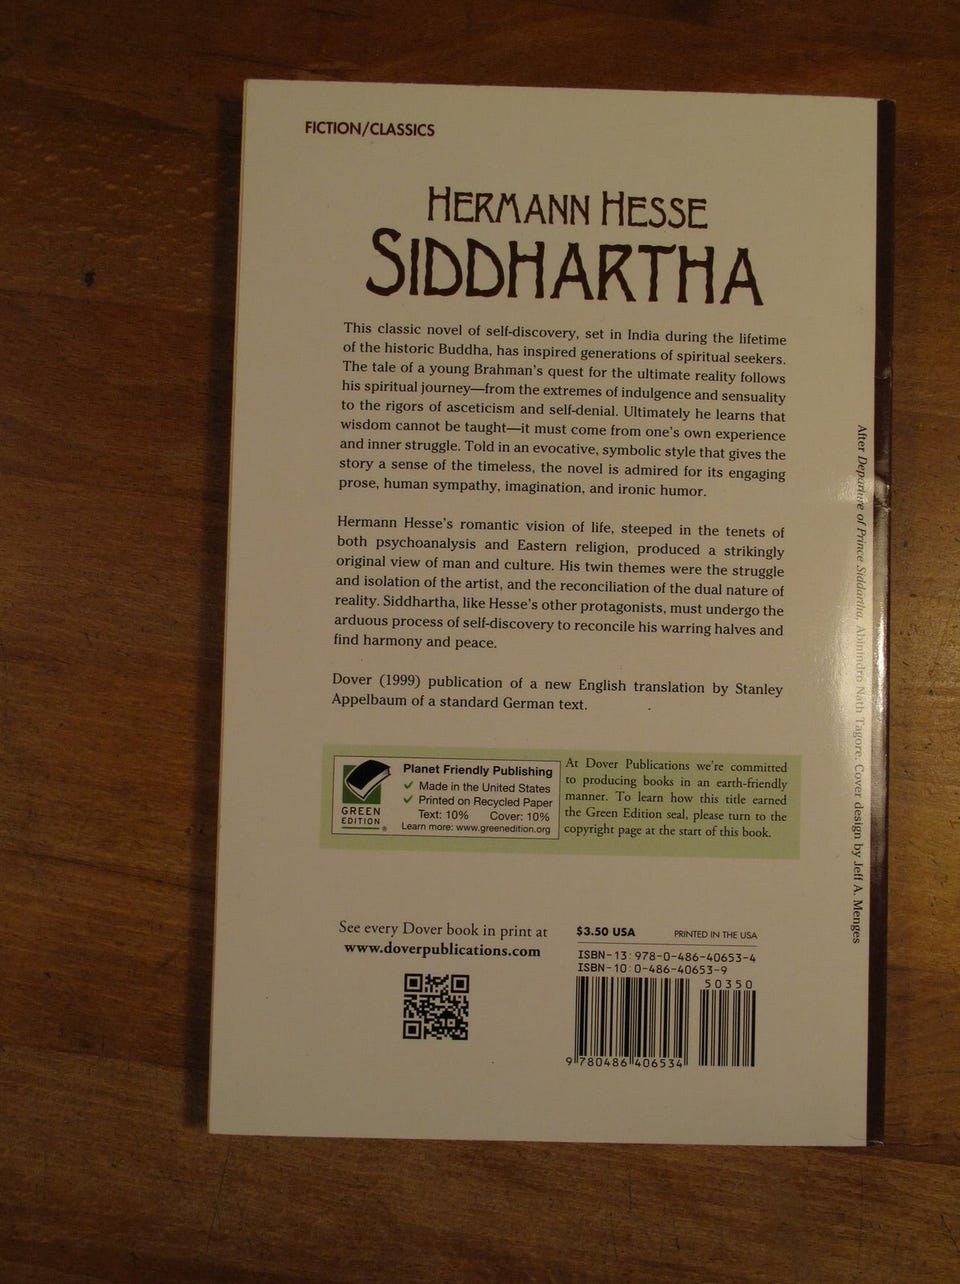 FICTION/CLASSICS
HERMANN HESSE
SIDDHARTHA
This classic novel of self-discovery, set in India during the lifetime
of the historic Buddha, has inspired generations of spiritual seekers.
The tale of a young Brahman's quest for the ultimate reality follows
his spiritual journey—from the extremes of indulgence and sensuality
to the rigors of asceticism and self-denial. Ultimately he learns that
wisdom cannot be taught—it must come from one's own experience
and inner struggle. Told in an evocative, symbolic style that gives the
story a sense of the timeless, the novel is admired for its engaging
prose, human sympathy, imagination, and ironic humor.
Hermann Hesse's romantic vision of life, steeped in the tenets of
both psychoanalysis and Eastern religion, produced a strikingly
original view of man and culture. His twin themes were the struggle
and isolation of the artist, and the reconciliation of the dual nature of
reality. Siddhartha, like Hesse's other protagonists, must undergo the
arduous process of self-discovery to reconcile his warring halves and
find harmony and peace.
Dover (1999) publication of a new English translation by Stanley
Appelbaum of a standard German text.
GREEN
EDITION®
Planet Friendly Publishing
✓ Made in the United States
✓ Printed on Recycled Paper
Text: 10% Cover: 10%
Learn more: www.greenedition.org
At Dover Publications we're committed
to producing books in an earth-friendly
manner. To learn how this title earned
the Green Edition seal, please turn to the
copyright page at the start of this book.
See every Dover book in print at
www.doverpublications.com
$3.50 USA PRINTED IN THE USA
ISBN-13: 978-0-486-40653-4
ISBN-10: 0-486-40653-9
50350
9 780486 406534
After Departure of Prince Siddartha, Abinindro Nath Tagore. Cover design by Jeff A. Menges